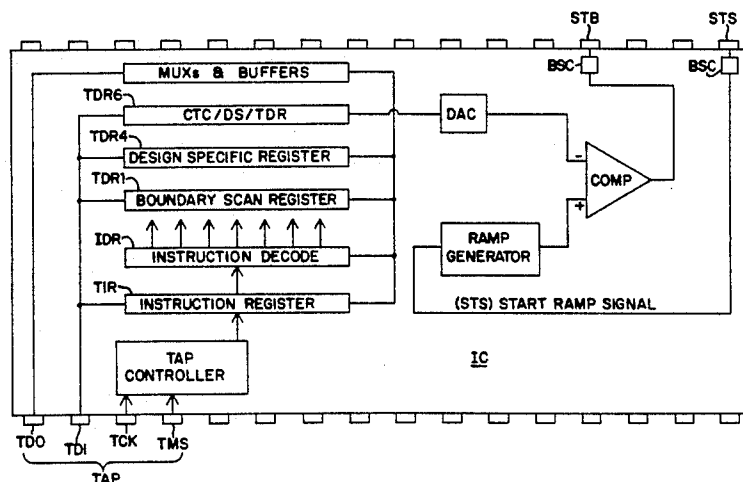 STB STS
BSC BSC
MUXs & BUFFERS
TDR6
CTC/DS/TDR
DAC
TDR4
DESIGN SPECIFIC REGISTER
-
COMP
+
TDR1
BOUNDARY SCAN REGISTER
IDR
INSTRUCTION DECODE
RAMP
GENERATOR
TIR
INSTRUCTION REGISTER
(STS) START RAMP SIGNAL
TAP
CONTROLLER
IC
TDO TDI TCK TMS
TAP